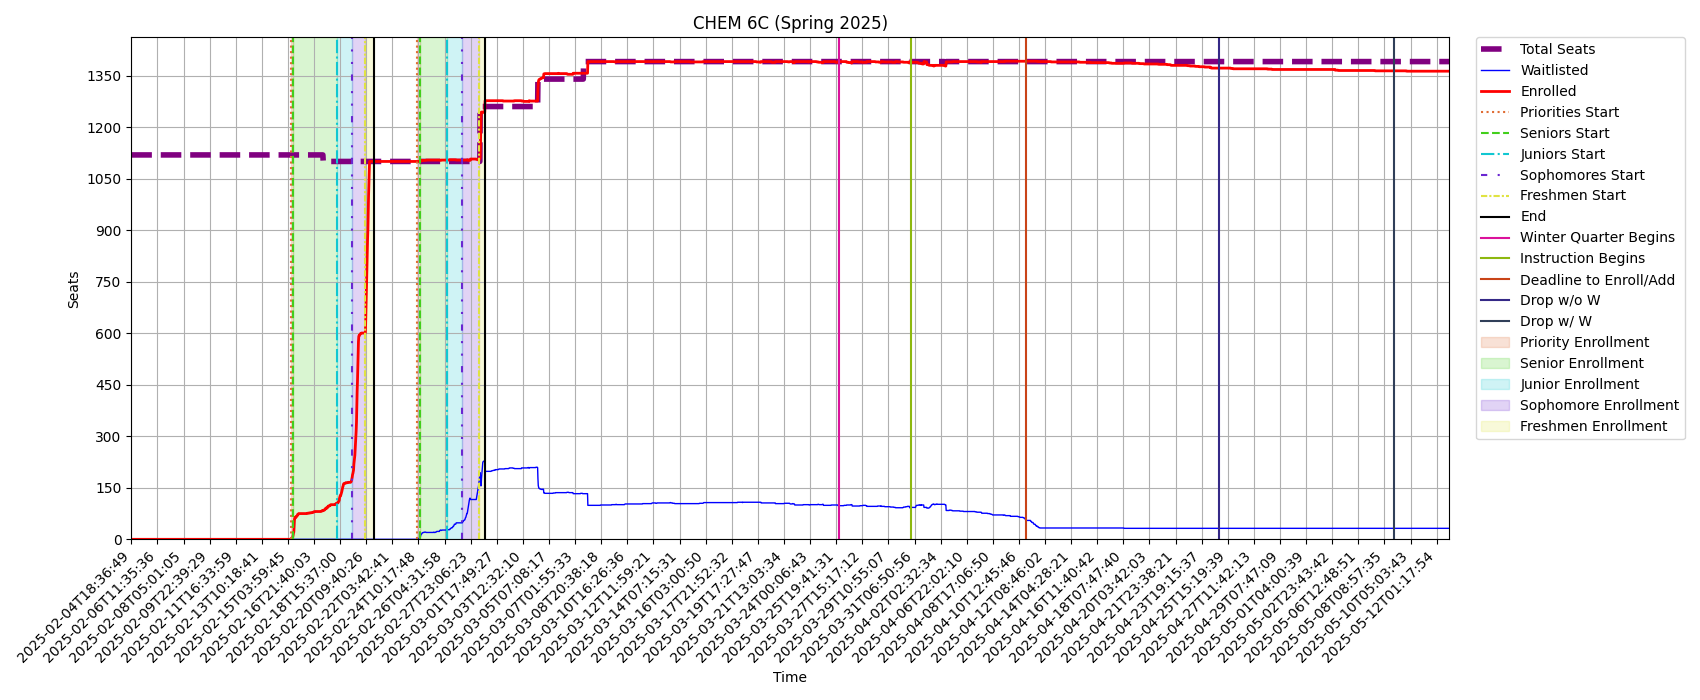 CHEM 6C (Spring 2025)
Seats
1350
1200
1050
900
750
600
450
300
150
0
2025-02-04T18:36:49
2025-02-06T11:35:36
2025-02-08T05:01:05
2025-02-09T22:39:29
2025-02-11T16:33:59
2025-02-13T10:18:41
2025-02-15T03:59:45
2025-02-16T21:40:03
2025-02-18T15:37:00
2025-02-20T09:40:26
2025-02-22T03:42:41
2025-02-24T10:17:48
2025-02-26T04:31:58
2025-02-27T23:06:23
2025-03-01T17:49:27
2025-03-03T12:32:10
2025-03-05T07:08:17
2025-03-07T01:55:33
2025-03-08T20:38:18
2025-03-10T16:26:36
2025-03-12T11:59:21
2025-03-14T07:15:31
2025-03-16T03:00:50
2025-03-17T21:52:32
2025-03-19T17:27:47
2025-03-21T13:03:34
2025-03-24T00:06:43
2025-03-25T19:41:31
2025-03-27T15:17:12
2025-03-29T10:55:07
2025-03-31T06:50:56
2025-04-02T02:32:34
2025-04-06T22:02:10
2025-04-08T17:06:50
2025-04-10T12:45:46
2025-04-12T08:46:02
2025-04-14T04:28:21
2025-04-16T11:40:42
2025-04-18T07:47:40
2025-04-20T03:42:03
2025-04-21T23:38:21
2025-04-23T19:15:37
2025-04-25T15:19:39
2025-04-27T11:42:13
2025-04-29T07:47:09
2025-05-01T04:00:39
2025-05-02T23:43:42
2025-05-06T12:48:51
2025-05-08T08:57:35
2025-05-10T05:03:43
2025-05-12T01:17:54
Time
Total Seats
Waitlisted
Enrolled
Priorities Start
Seniors Start
Juniors Start
Sophomores Start
Freshmen Start
End
Winter Quarter Begins
Instruction Begins
Deadline to Enroll/Add
Drop w/o W
Drop w/ W
Priority Enrollment
Senior Enrollment
Junior Enrollment
Sophomore Enrollment
Freshmen Enrollment